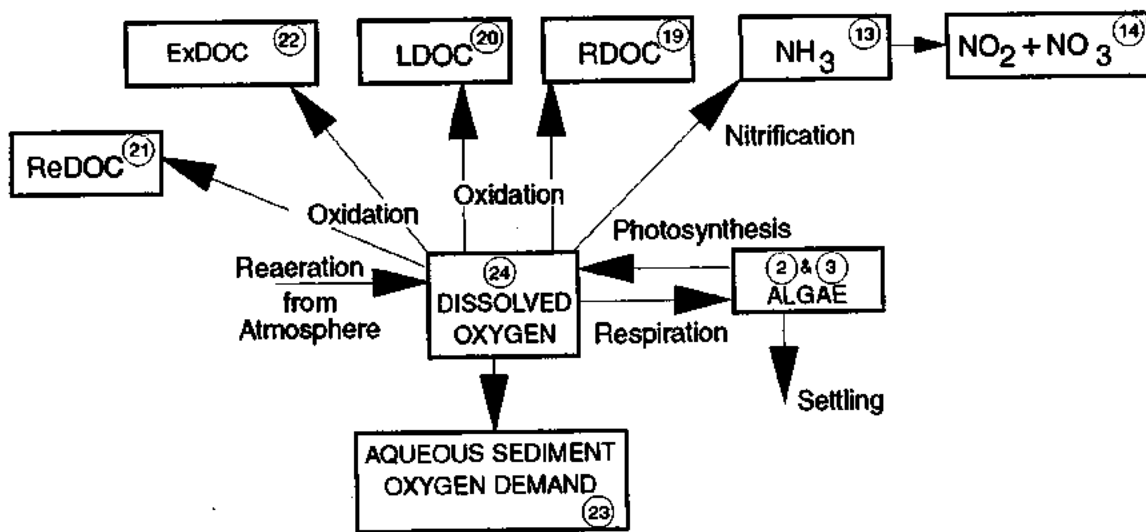 ExDOC 22
LDOC 20
RDOC 19
NH3 13
NO2 + NO3 14
ReDOC 21
Nitrification
Oxidation
Oxidation
Photosynthesis
Reaeration
from
Atmosphere
24
DISSOLVED
OXYGEN
2 & 3
ALGAE
Respiration
Settling
AQUEOUS SEDIMENT
OXYGEN DEMAND
23